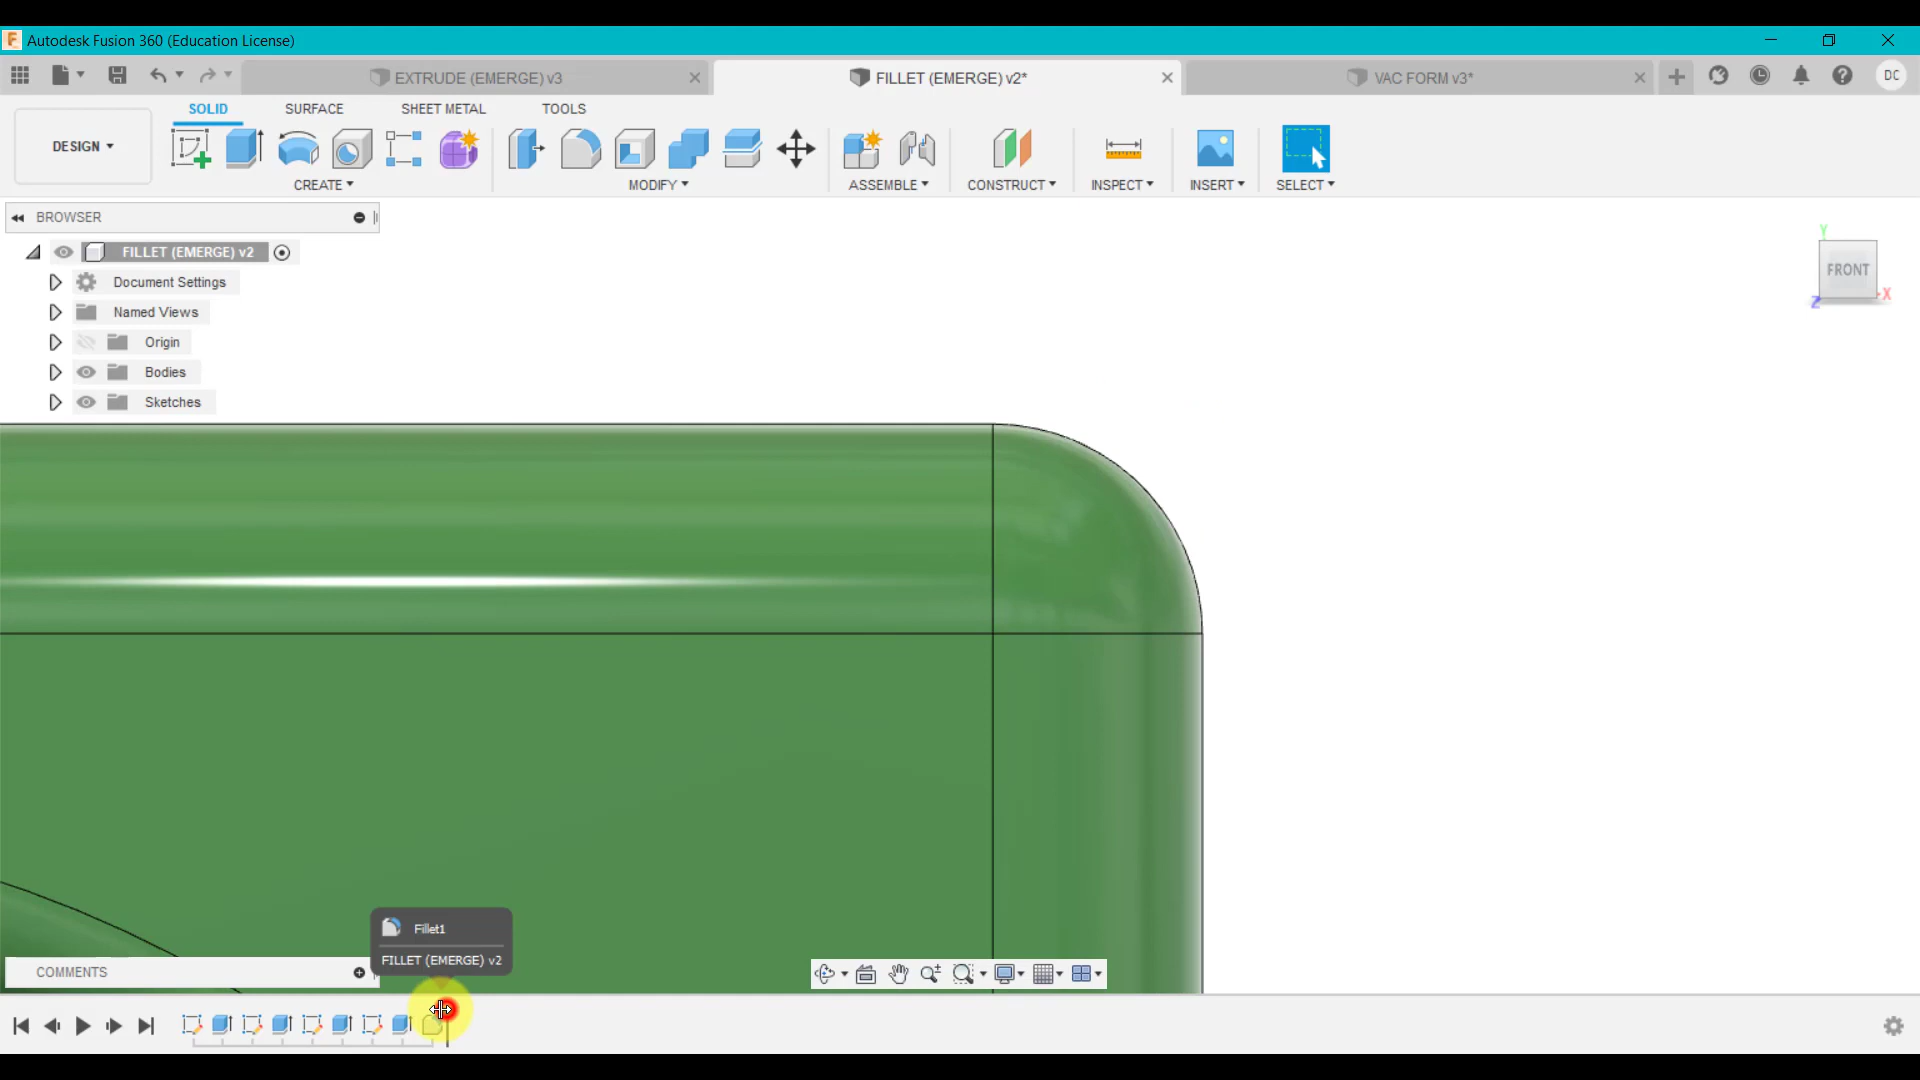 Autodesk Fusion 360 (Education License)
EXTRUDE (EMERGE) v3
FILLET (EMERGE) v2*
VAC FORM v3*
DC
DESIGN
SOLID
SURFACE
SHEET METAL
TOOLS
CREATE
MODIFY
ASSEMBLE
CONSTRUCT
INSPECT
INSERT
SELECT
BROWSER
FILLET (EMERGE) v2
Document Settings
Named Views
Origin
Bodies
Sketches
Y
FRONT
X
Z
Fillet1
FILLET (EMERGE) v2
COMMENTS